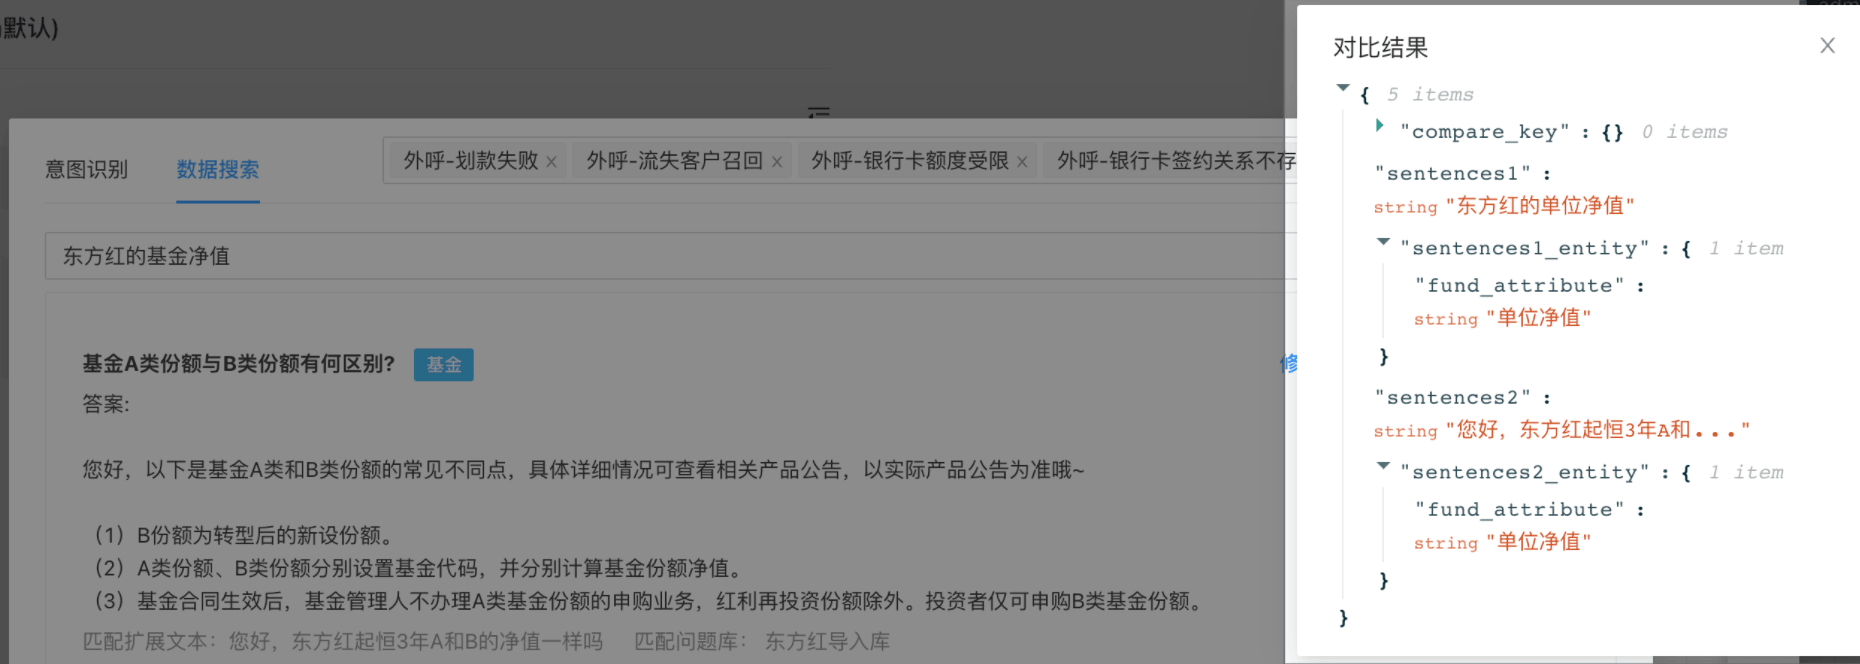 默认)
意图识别
数据搜索
外呼-划款失败 ×
外呼-流失客户召回 ×
外呼-银行卡额度受限 ×
外呼-银行卡签约关系不存
东方红的基金净值
基金A类份额与B类份额有何区别?
基金
修
答案:
您好，以下是基金A类和B类份额的常见不同点，具体详细情况可查看相关产品公告，以实际产品公告为准哦~
（1）B份额为转型后的新设份额。
（2）A类份额、B类份额分别设置基金代码，并分别计算基金份额净值。
（3）基金合同生效后，基金管理人不办理A类基金份额的申购业务，红利再投资份额除外。投资者仅可申购B类基金份额。
匹配扩展文本：您好，东方红起恒3年A和B的净值一样吗 匹配问题库： 东方红导入库
对比结果
{ 5 items
"compare_key" : {} 0 items
"sentences1" :
string "东方红的单位净值"
"sentences1_entity" : { 1 item
"fund_attribute" :
string "单位净值"
}
"sentences2" :
string "您好，东方红起恒3年A和..."
"sentences2_entity" : { 1 item
"fund_attribute" :
string "单位净值"
}
}